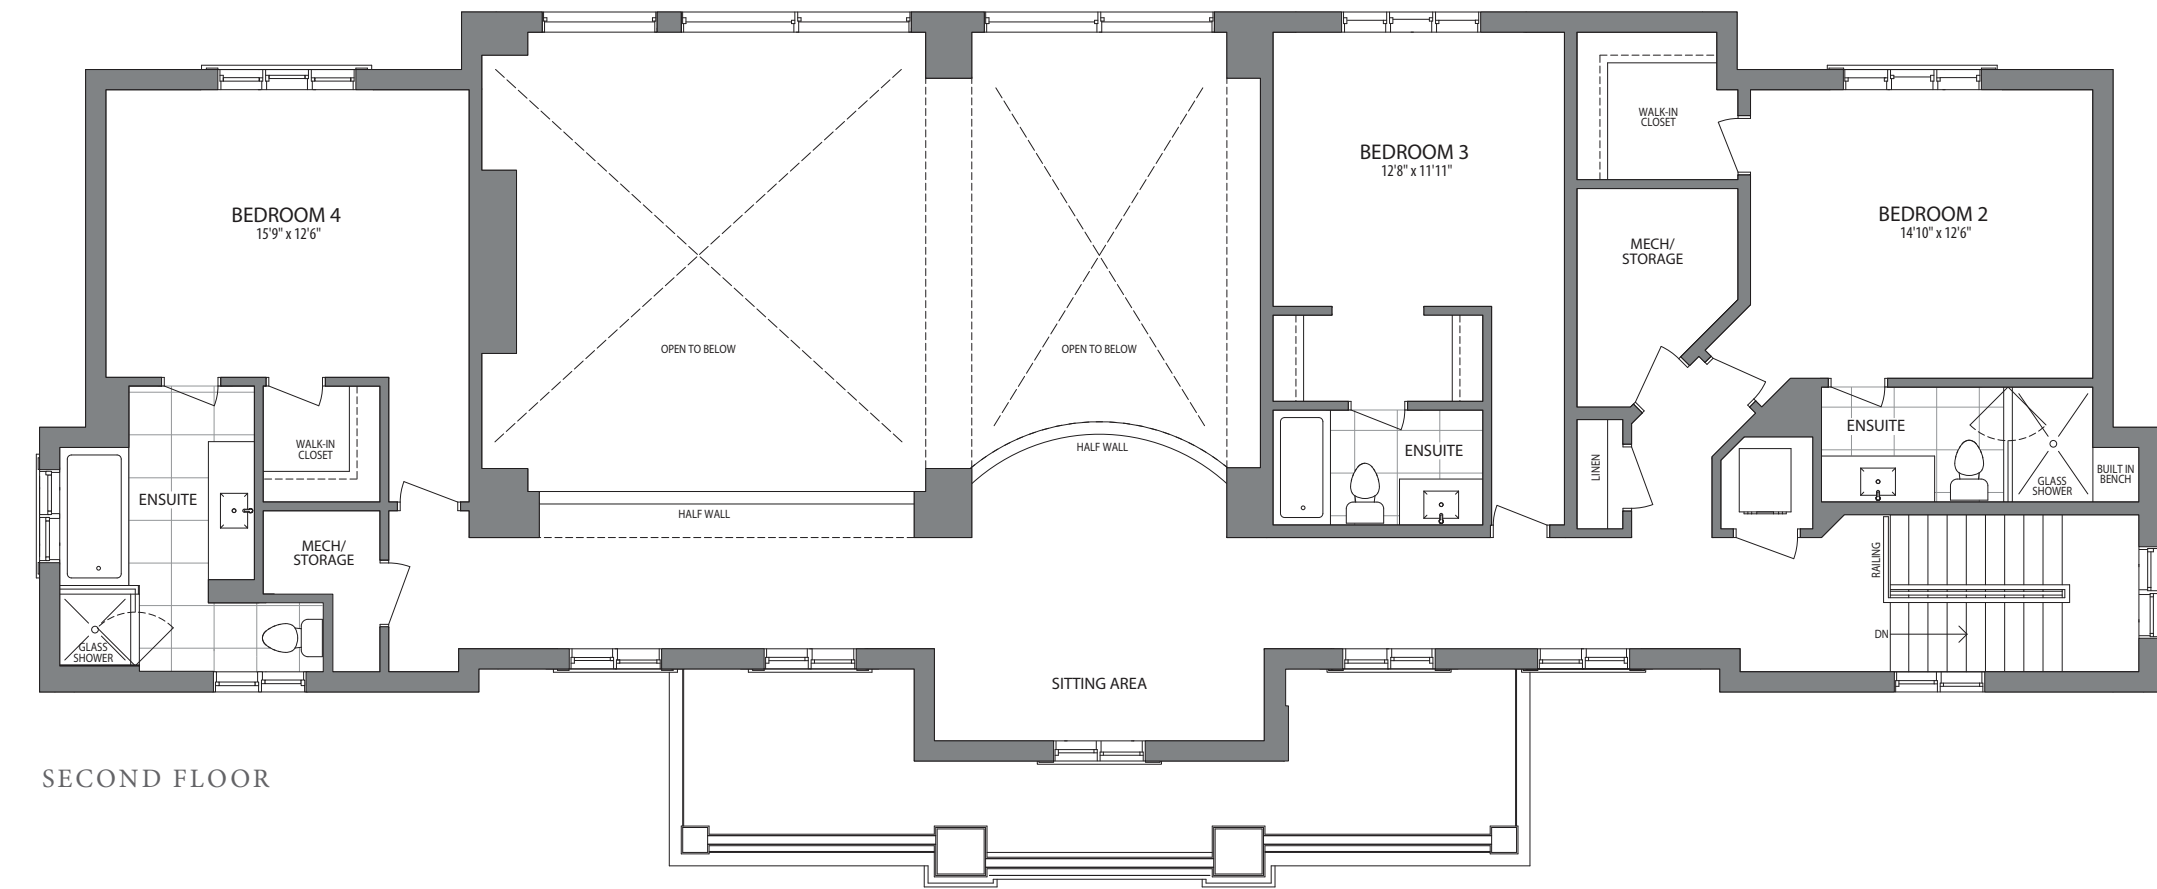 BEDROOM 4
15'9" x 12'6"
OPEN TO BELOW
OPEN TO BELOW
BEDROOM 3
12'8" x 11'11"
WALK-IN
CLOSET
MECH/
STORAGE
BEDROOM 2
14'10" x 12'6"
ENSUITE
WALK-IN
CLOSET
MECH/
STORAGE
GLASS
SHOWER
HALF WALL
HALF WALL
ENSUITE
LINEN
ENSUITE
GLASS
SHOWER
BUILT IN
BENCH
RAILING
DN
SITTING AREA
SECOND FLOOR